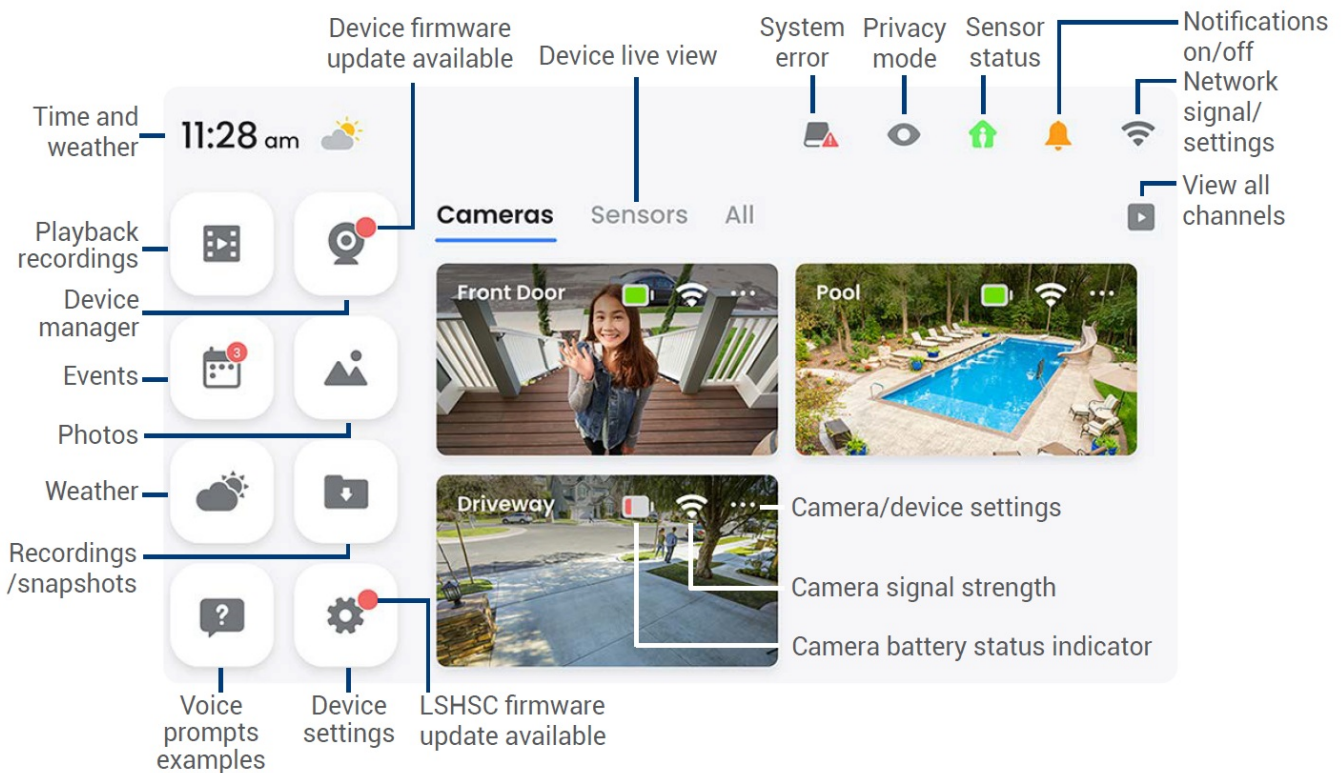 Device firmware
update available
Device live view
System
error
Privacy
mode
Sensor
status
Notifications
on/off
Network
signal/
settings
Time and
weather
11:28 am
View all
channels
Cameras
Sensors
All
Playback
recordings
Device
manager
Events
3
Photos
Weather
Recordings
/snapshots
Front Door
Pool
Driveway
Camera/device settings
Camera signal strength
Camera battery status indicator
?
Voice
prompts
examples
Device
settings
LSHSC firmware
update available